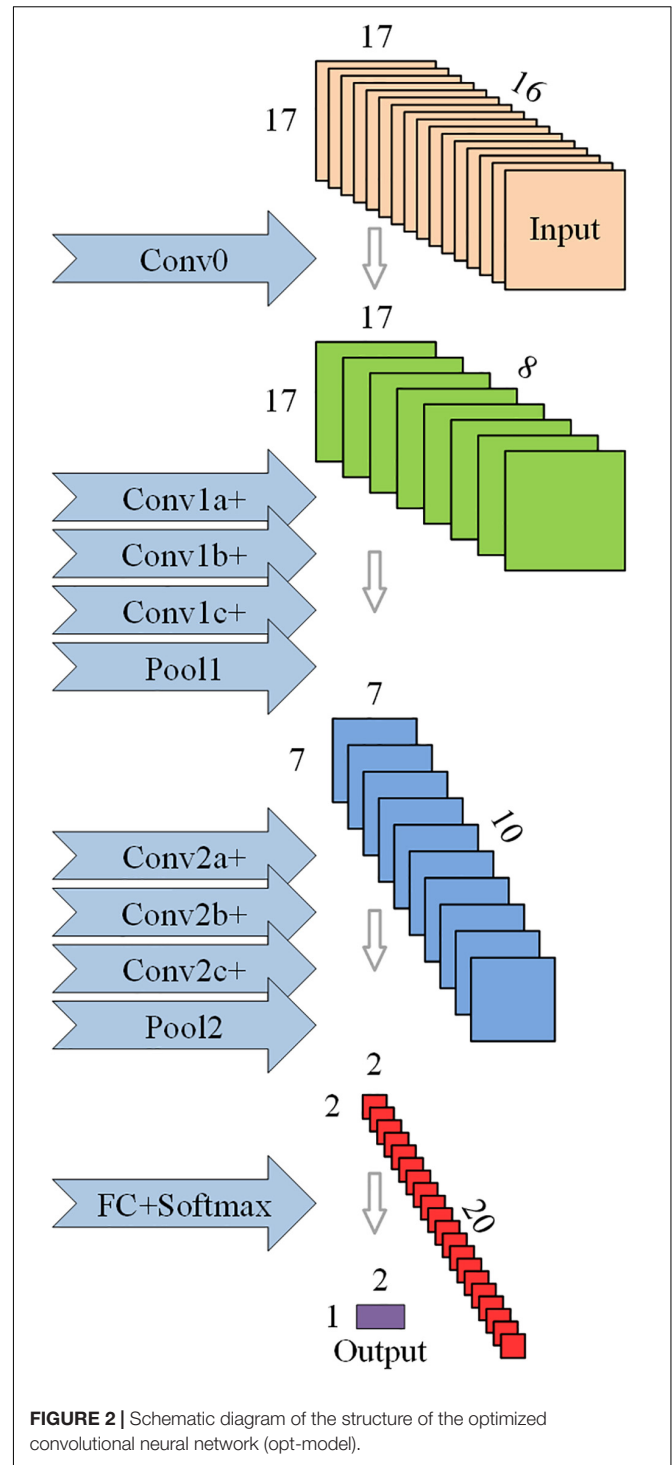 17
16
17
Input
Conv0
17
8
17
Conv1a+
Conv1b+
Conv1c+
Pool1
7
7
10
Conv2a+
Conv2b+
Conv2c+
Pool2
2
2
20
FC+Softmax
2
1
Output
FIGURE 2 | Schematic diagram of the structure of the optimized
convolutional neural network (opt-model).